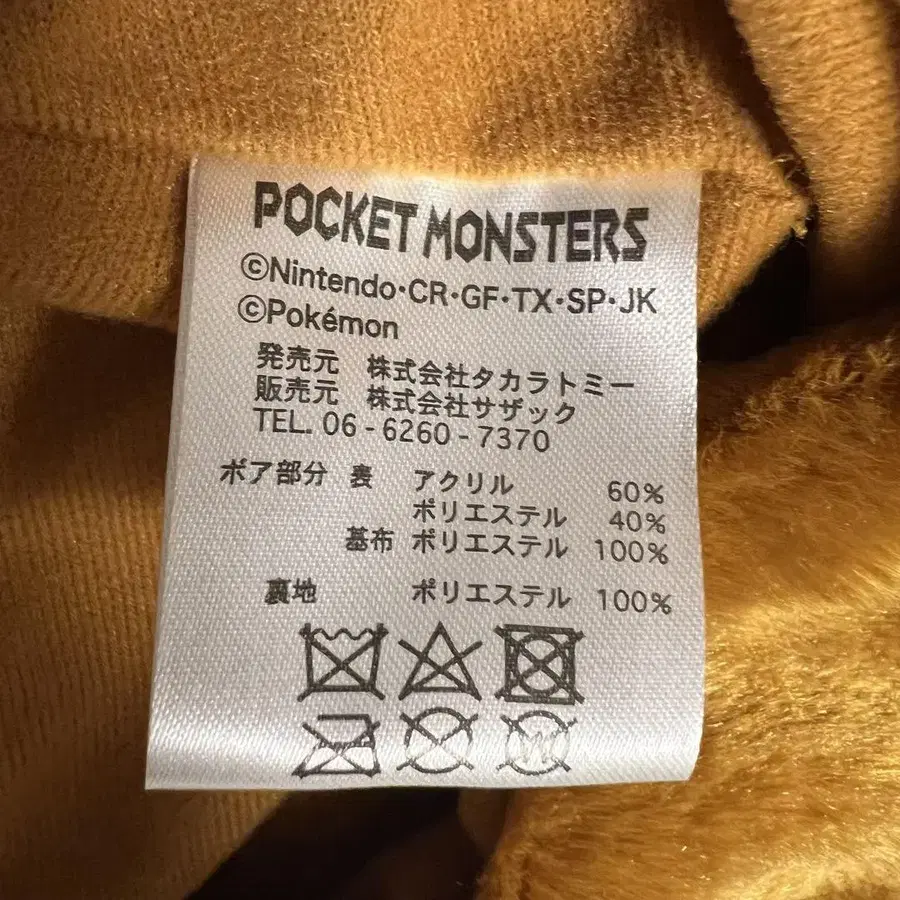 POCKET MONSTERS
©Nintendo・CR・GF・TX・SP・JK
©Pokémon
発売元 株式会社タカラトミー
販売元 株式会社サザック
TEL. 06 - 6260 - 7370
ボア部分 表 アクリル 60%
ポリエステル 40%
基布 ポリエステル 100%
裏地 ポリエステル 100%
W